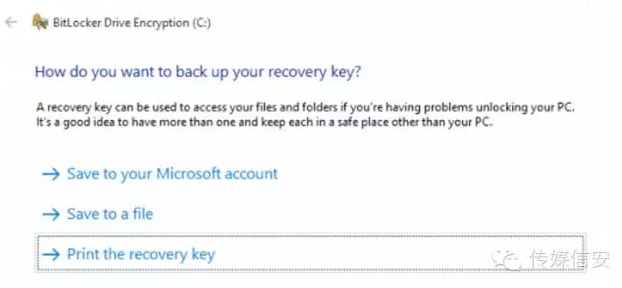 BitLocker Drive Encryption (C:)
How do you want to back up your recovery key?
A recovery key can be used to access your files and folders if you're having problems unlocking your PC.
It's a good idea to have more than one and keep each in a safe place other than your PC.
Save to your Microsoft account
Save to a file
Print the recovery key
传媒信安